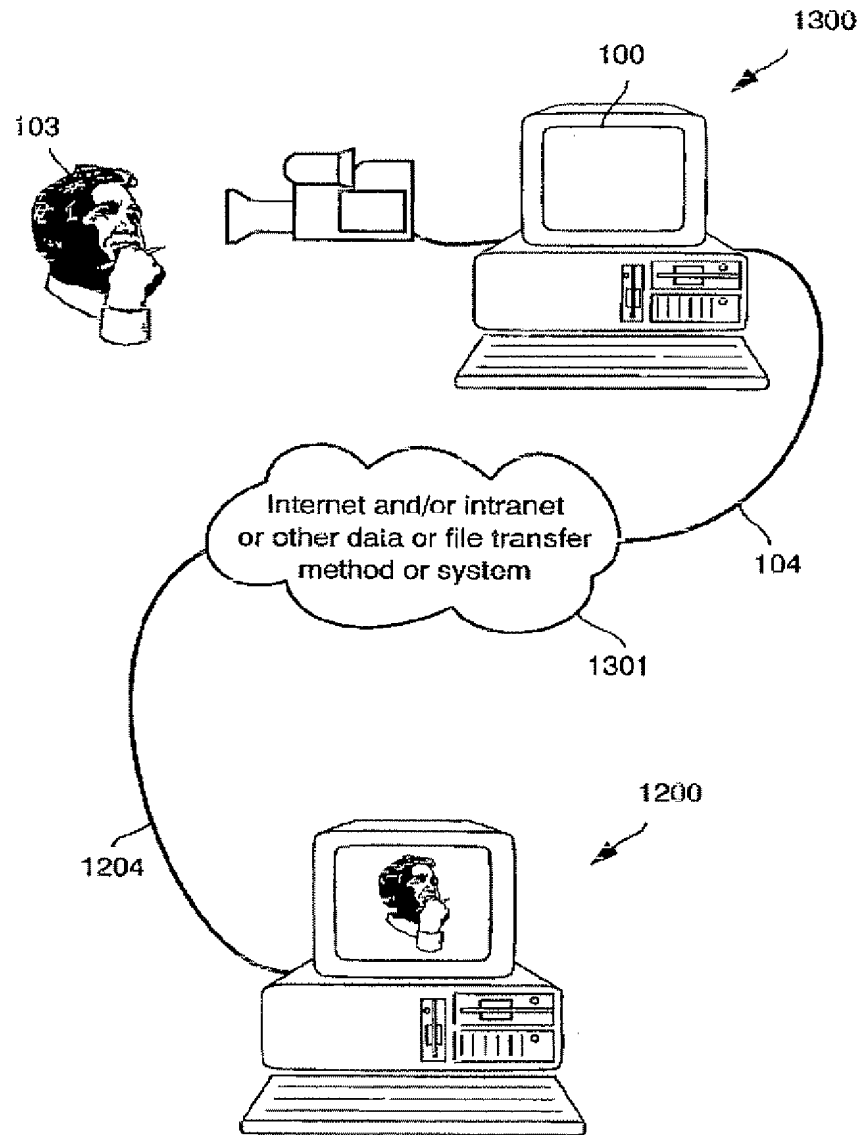 1300
100
103
Internet and/or intranet
or other data or file transfer
method or system
104
1301
1200
1204